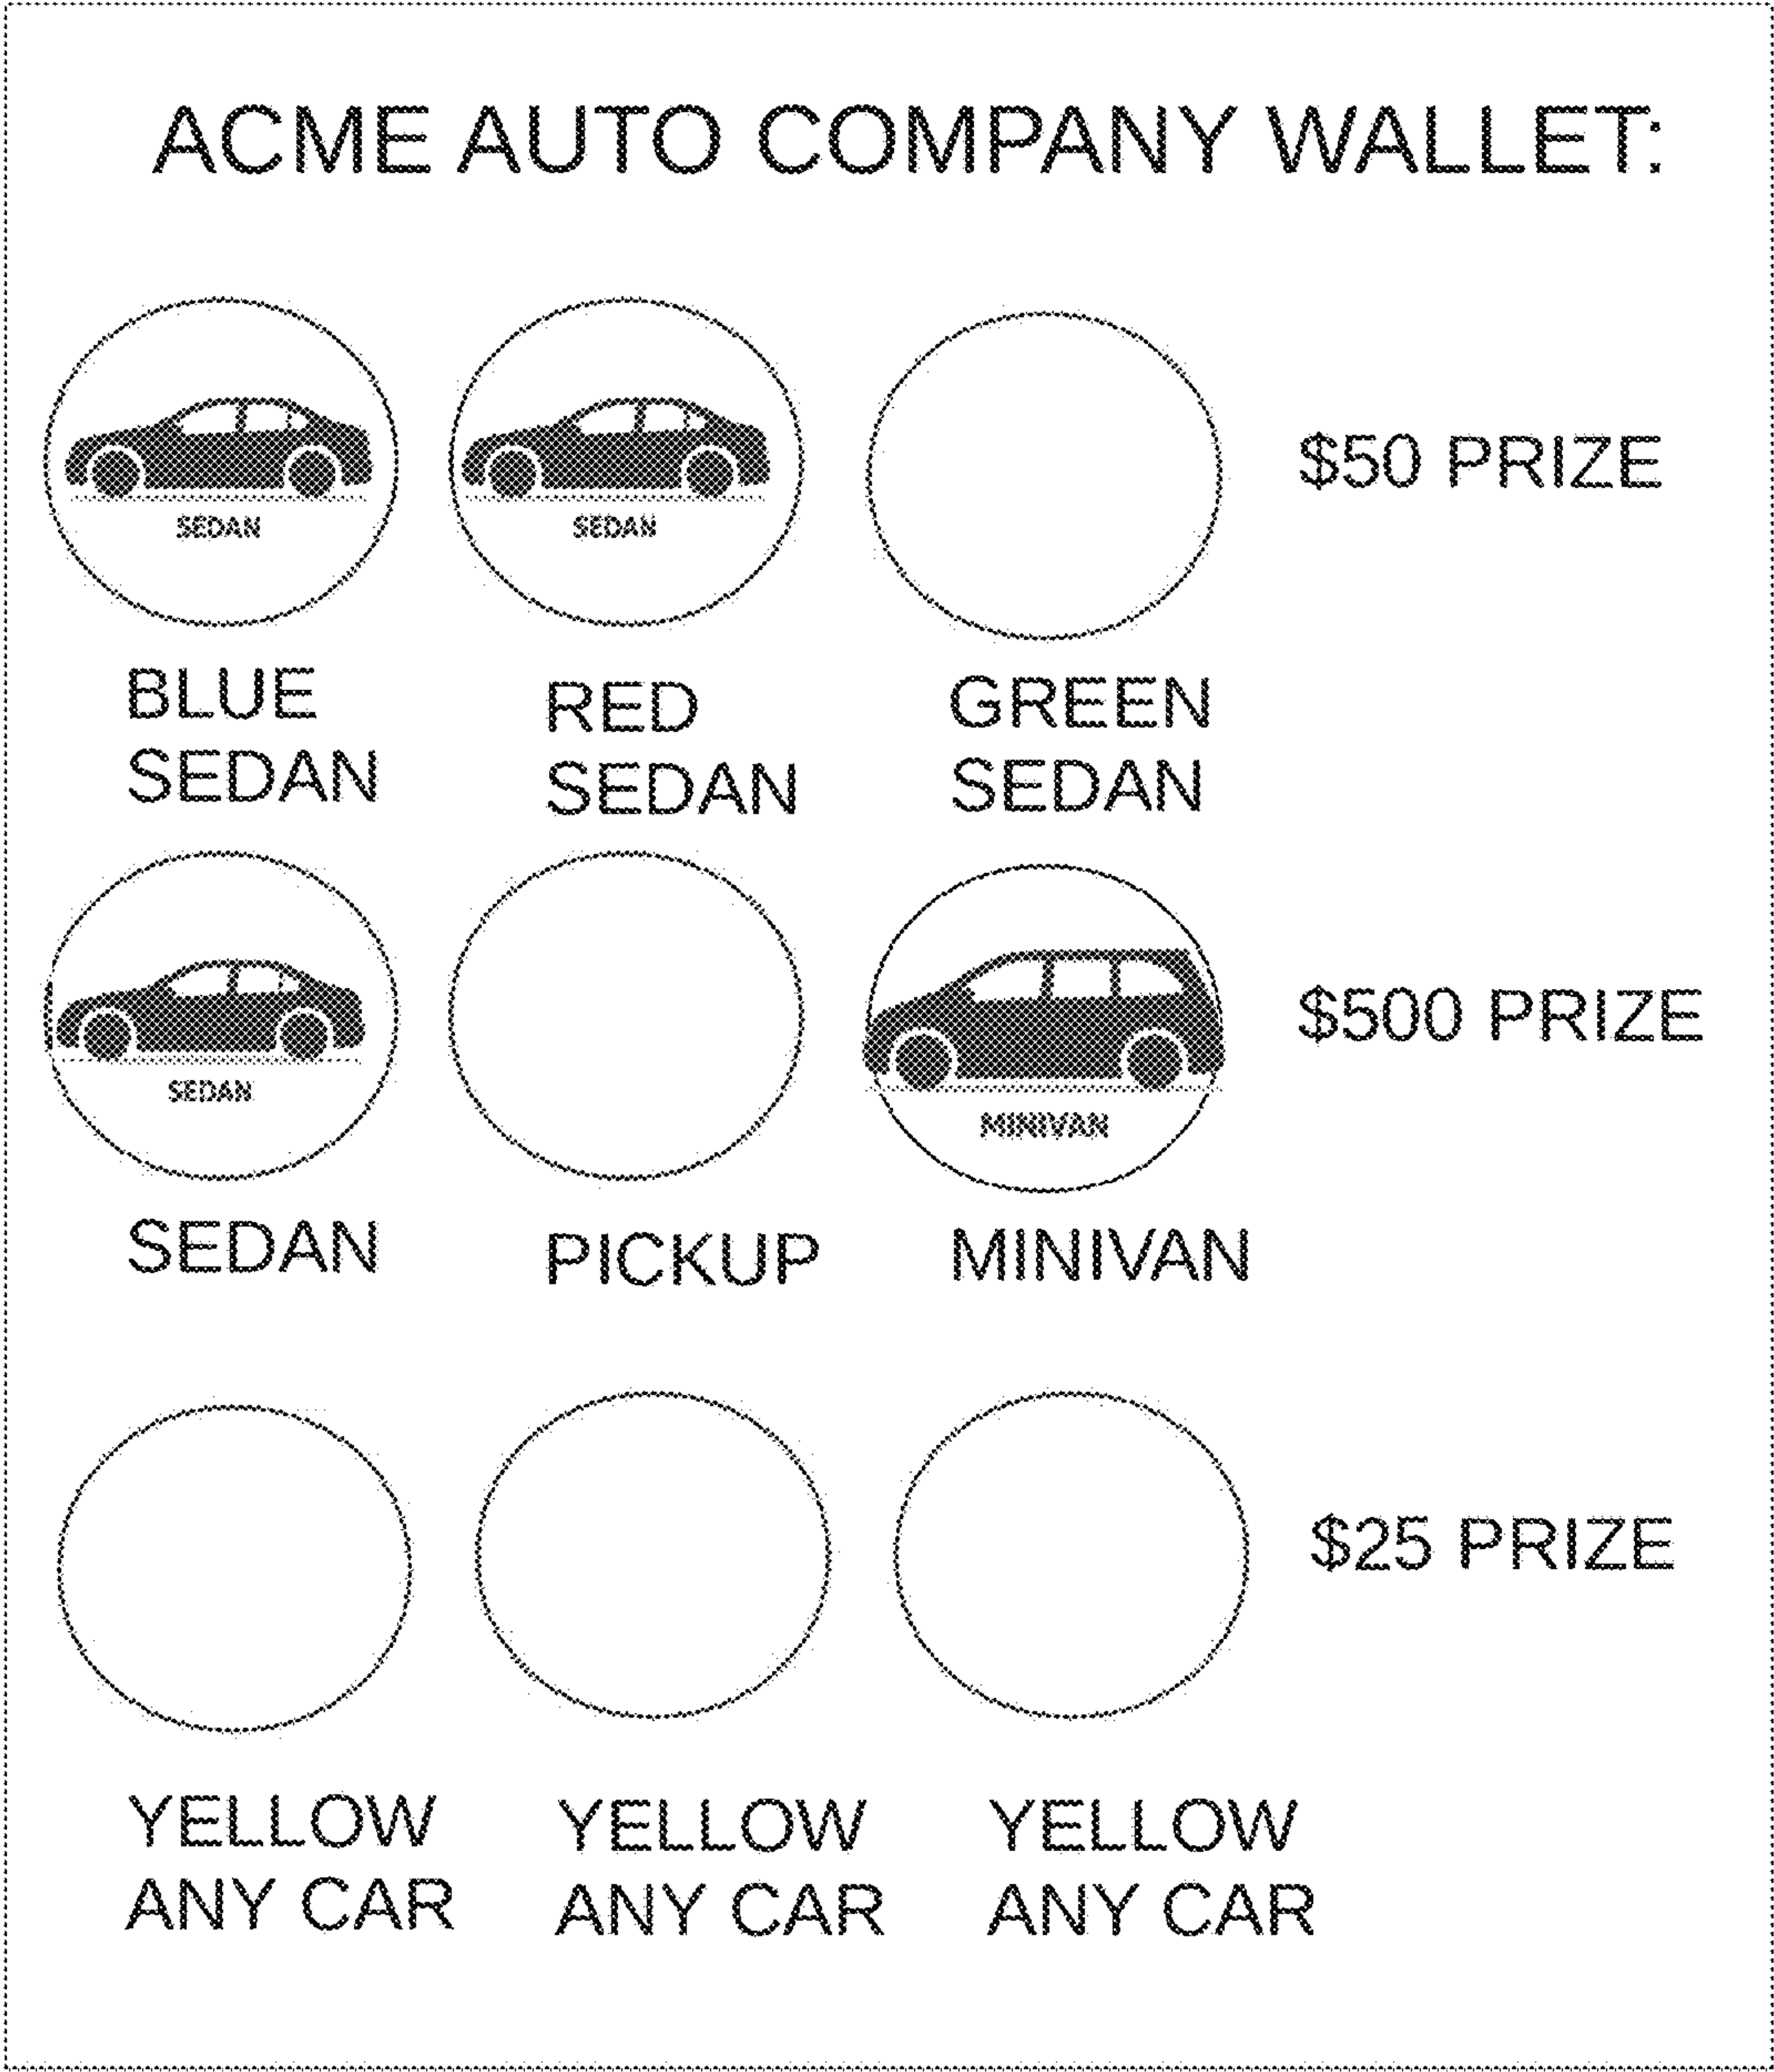 ACME AUTO COMPANY WALLET:
SEDAN
SEDAN
$50 PRIZE
BLUE
SEDAN
RED
SEDAN
GREEN
SEDAN
SEDAN
MINIVAN
$500 PRIZE
SEDAN
PICKUP
MINIVAN
$25 PRIZE
YELLOW
ANY CAR
YELLOW
ANY CAR
YELLOW
ANY CAR